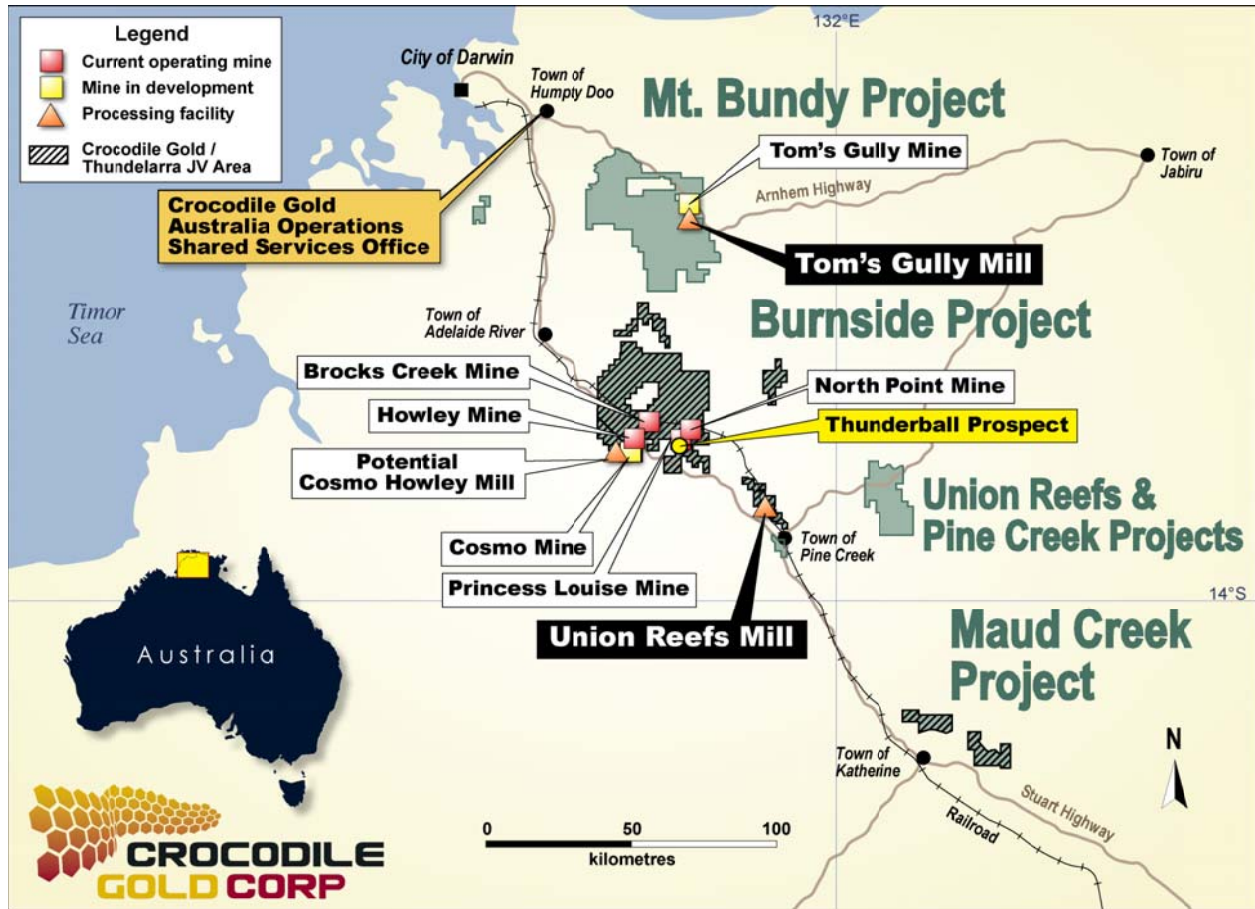 Legend
Current operating mine
Mine in development
Processing facility
Crocodile Gold /
Thundelarra JV Area
132°E
City of Darwin
Town of
Humpty Doo
Mt. Bundy Project
Tom's Gully Mine
Town of
Jabiru
Arnhem Highway
Crocodile Gold
Australia Operations
Shared Services Office
Tom's Gully Mill
Timor
Sea
Town of
Adelaide River
Burnside Project
Brocks Creek Mine
North Point Mine
Howley Mine
Thunderball Prospect
Potential
Cosmo Howley Mill
Union Reefs &
Pine Creek Projects
Cosmo Mine
Town of
Pine Creek
Princess Louise Mine
14°S
Union Reefs Mill
Maud Creek
Project
Australia
Town of
Katherine
N
Stuart Highway
Railroad
0 50 100
kilometres
CROCODILE
GOLD CORP